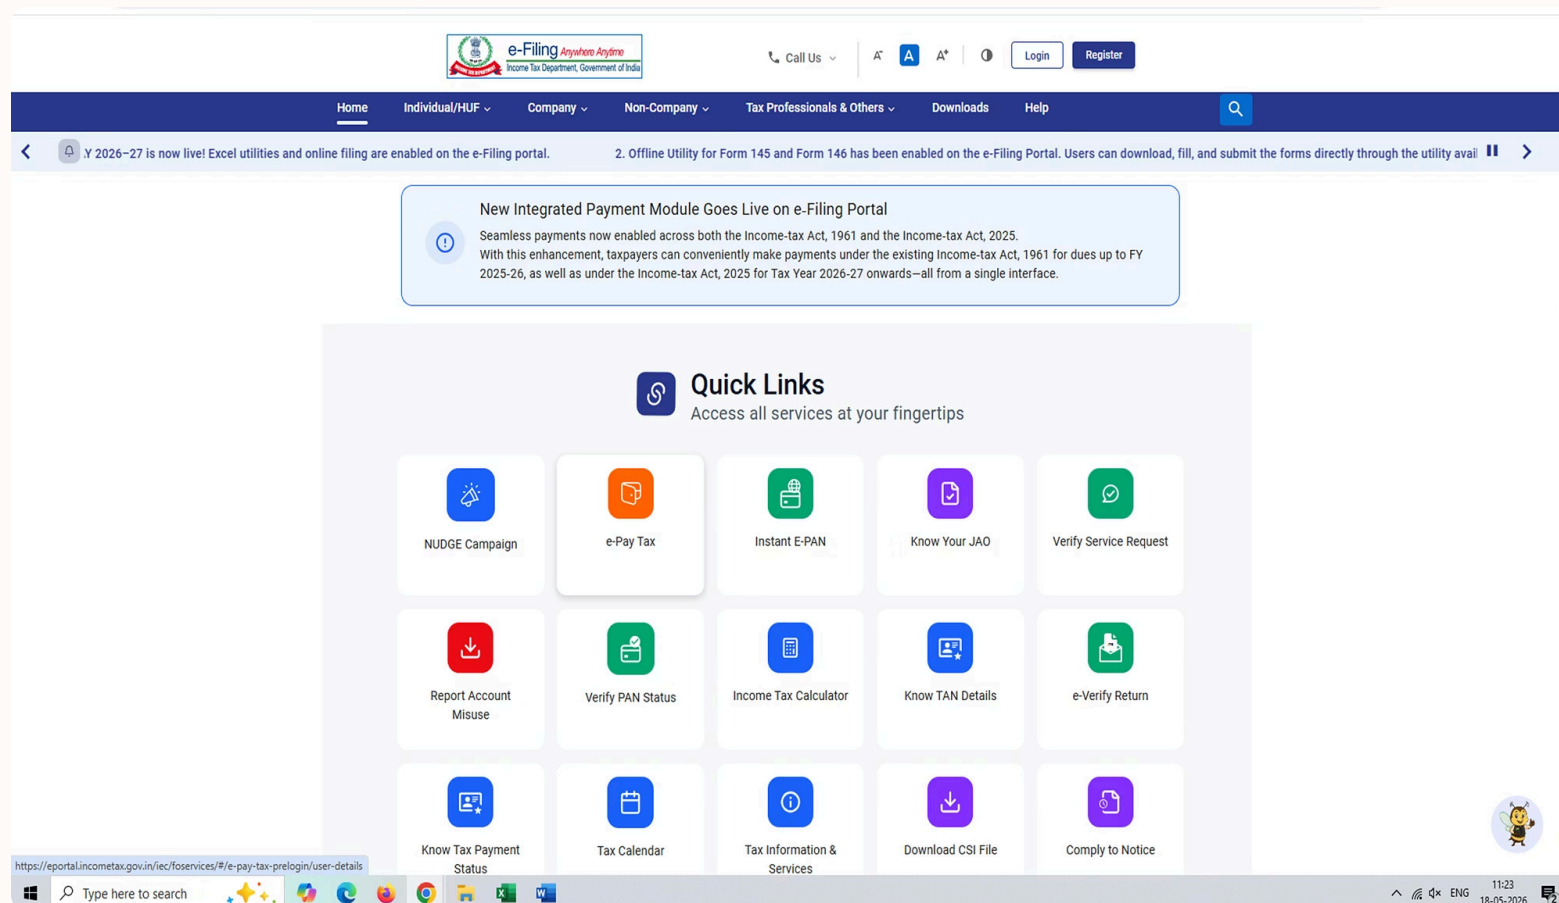 e-Filing Anywhere Anytime
Income Tax Department, Government of India
Call Us
A-
A
A+
Login
Register
Home
Individual/HUF
Company
Non-Company
Tax Professionals & Others
Downloads
Help
.Y 2026–27 is now live! Excel utilities and online filing are enabled on the e-Filing portal.
2. Offline Utility for Form 145 and Form 146 has been enabled on the e-Filing Portal. Users can download, fill, and submit the forms directly through the utility avail
New Integrated Payment Module Goes Live on e-Filing Portal
Seamless payments now enabled across both the Income-tax Act, 1961 and the Income-tax Act, 2025.
With this enhancement, taxpayers can conveniently make payments under the existing Income-tax Act, 1961 for dues up to FY
2025-26, as well as under the Income-tax Act, 2025 for Tax Year 2026-27 onwards—all from a single interface.
Quick Links
Access all services at your fingertips
NUDGE Campaign
e-Pay Tax
Instant E-PAN
Know Your JAO
Verify Service Request
Report Account
Misuse
Verify PAN Status
Income Tax Calculator
Know TAN Details
e-Verify Return
Know Tax Payment
Status
Tax Calendar
Tax Information &
Services
Download CSI File
Comply to Notice
https://eportal.incometax.gov.in/iec/foservices/#/e-pay-tax-prelogin/user-details
Type here to search
ENG
11:23
18-05-2026
2